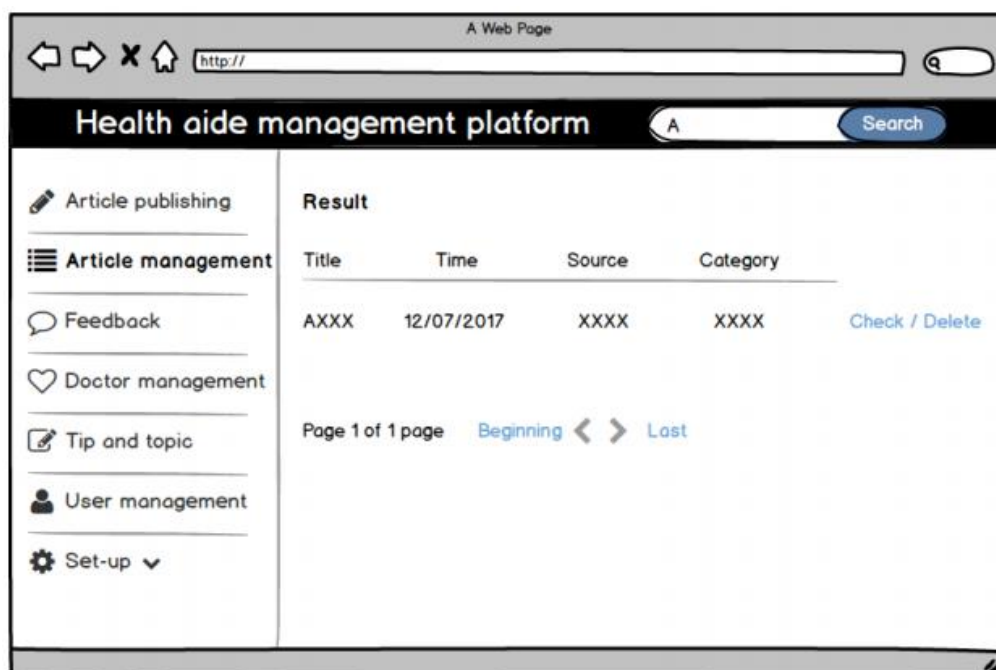 A Web Page
http://
Health aide management platform
A
Search
Article publishing
Article management
Feedback
Doctor management
Tip and topic
User management
Set-up
Result
Title Time Source Category
AXXX 12/07/2017 XXXX XXXX Check / Delete
Page 1 of 1 page Beginning Last